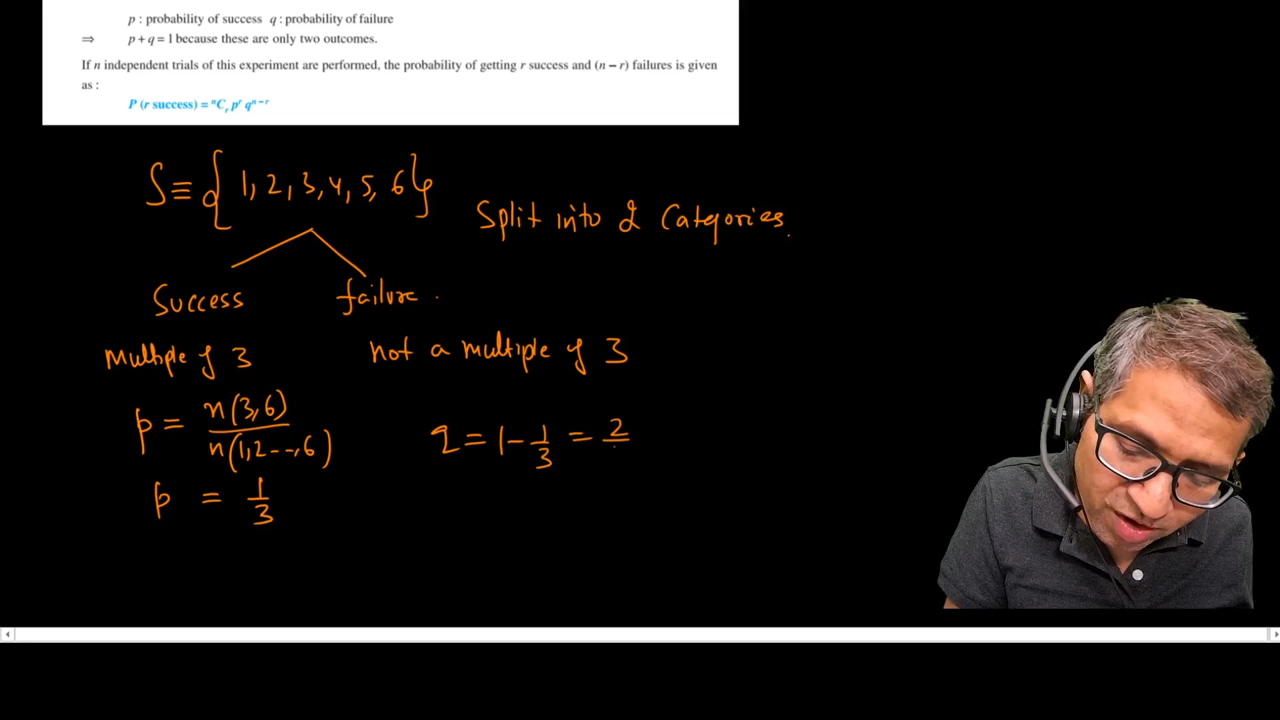 p : probability of success q : probability of failure
⇒ p + q = 1 because these are only two outcomes.
If n independent trials of this experiment are performed, the probability of getting r success and (n − r) failures is given
as :
P (r success) = ⁿCᵣ pʳ qⁿ⁻ʳ
S ≡ { 1, 2, 3, 4, 5, 6 }
Split into 2 Categories.
Success failure.
Multiple of 3 not a multiple of 3
p = n(3,6) / n(1,2--,6)
q = 1 - 1/3 = 2
p = 1/3